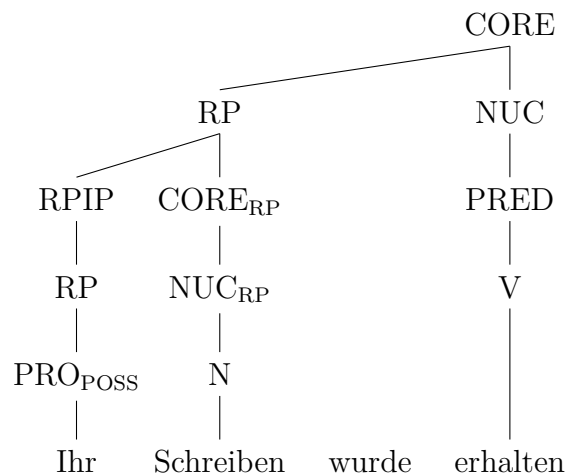 CORE
RP NUC
RPIP CORE_RP PRED
RP NUC_RP V
PRO_POSS N
Ihr Schreiben wurde erhalten